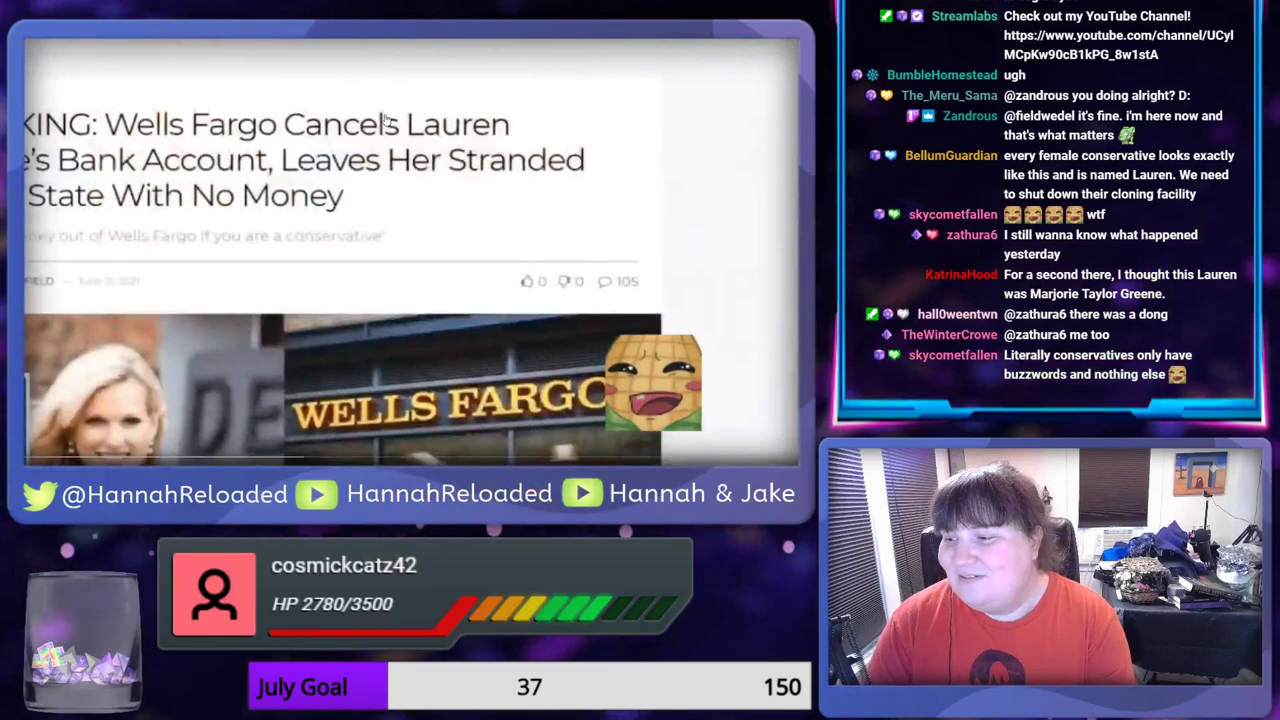 KING: Wells Fargo Cancels Lauren
e's Bank Account, Leaves Her Stranded
State With No Money
ney out of Wells Fargo if you are a conservative"
FIELD — June
0 0 105
DE
WELLS FARGO
@HannahReloaded HannahReloaded Hannah & Jake
cosmickcatz42
HP 2780/3500
July Goal 37 150
Streamlabs Check out my YouTube Channel!
https://www.youtube.com/channel/UCyl
MCpKw90cB1kPG_8w1stA
BumbleHomestead ugh
The_Meru_Sama @zandrous you doing alright? D:
Zandrous @fieldwedel it's fine. i'm here now and
that's what matters
BellumGuardian every female conservative looks exactly
like this and is named Lauren. We need
to shut down their cloning facility
skycometfallen wtf
zathura6 I still wanna know what happened
yesterday
KatrinaHood For a second there, I thought this Lauren
was Marjorie Taylor Greene.
hall0weentwn @zathura6 there was a dong
TheWinterCrowe @zathura6 me too
skycometfallen Literally conservatives only have
buzzwords and nothing else